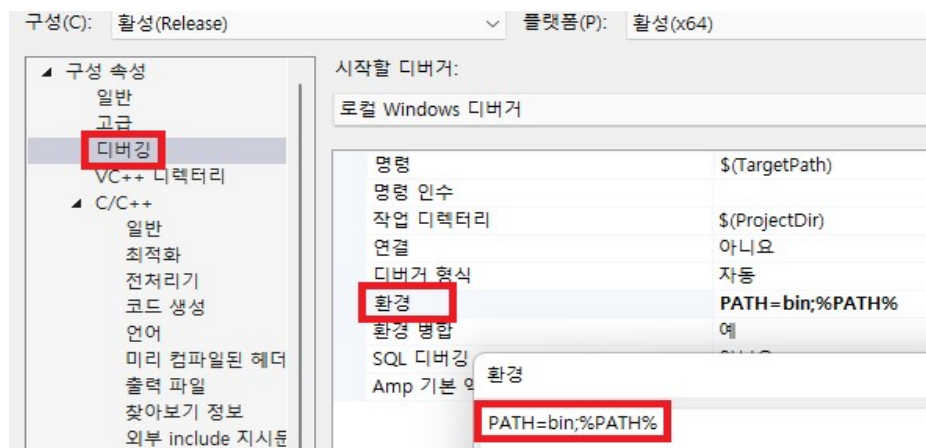 구성(C): 활성(Release) 플랫폼(P): 활성(x64)
구성 속성
일반
고급
디버깅
VC++ 디렉터리
C/C++
일반
최적화
전처리기
코드 생성
언어
미리 컴파일된 헤더
출력 파일
찾아보기 정보
외부 include 지시문
시작할 디버거:
로컬 Windows 디버거
명령 $(TargetPath)
명령 인수
작업 디렉터리 $(ProjectDir)
연결 아니요
디버거 형식 자동
환경 PATH=bin;%PATH%
환경 병합 예
SQL 디버깅
Amp 기본
환경
PATH=bin;%PATH%